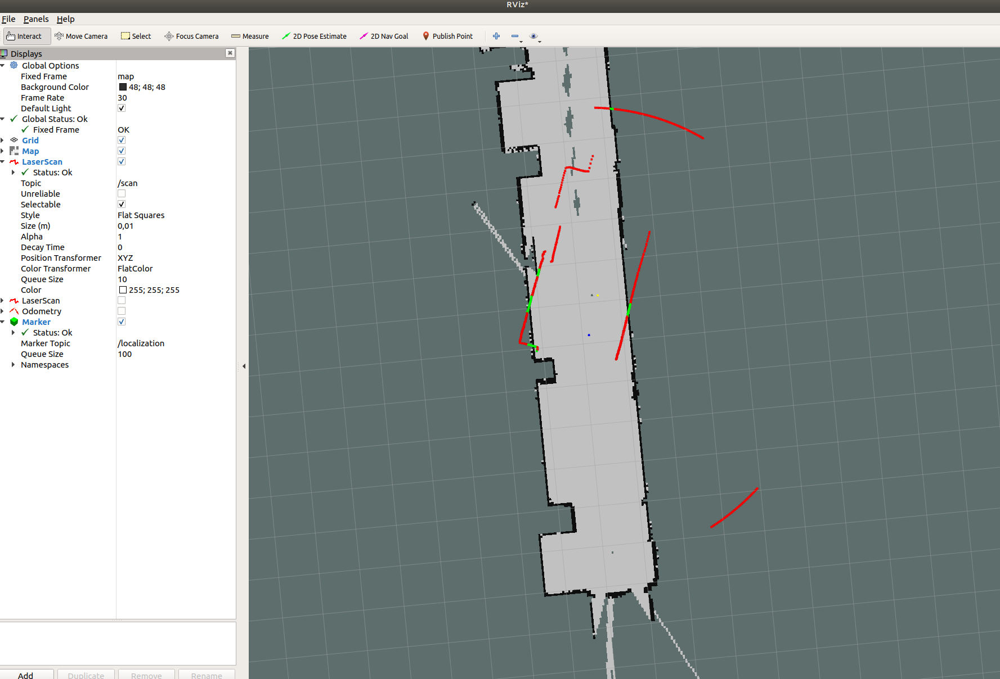 RViz*
File Panels Help
Interact Move Camera Select Focus Camera Measure 2D Pose Estimate 2D Nav Goal Publish Point
Displays
Global Options
Fixed Frame map
Background Color 48; 48; 48
Frame Rate 30
Default Light
Global Status: Ok
Fixed Frame OK
Grid
Map
LaserScan
Status: Ok
Topic /scan
Unreliable
Selectable
Style Flat Squares
Size (m) 0,01
Alpha 1
Decay Time 0
Position Transformer XYZ
Color Transformer FlatColor
Queue Size 10
Color 255; 255; 255
LaserScan
Odometry
Marker
Status: Ok
Marker Topic /localization
Queue Size 100
Namespaces
Add Duplicate Remove Rename